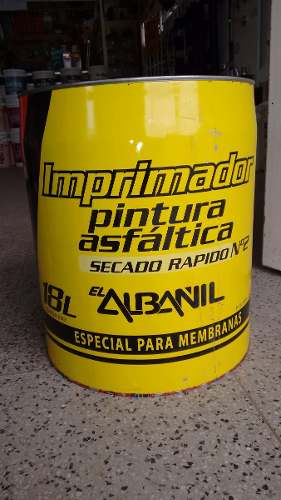 Imprimador
pintura
asfáltica
SECADO RAPIDO Nº2
18L
EL ALBAÑIL
ESPECIAL PARA MEMBRANAS